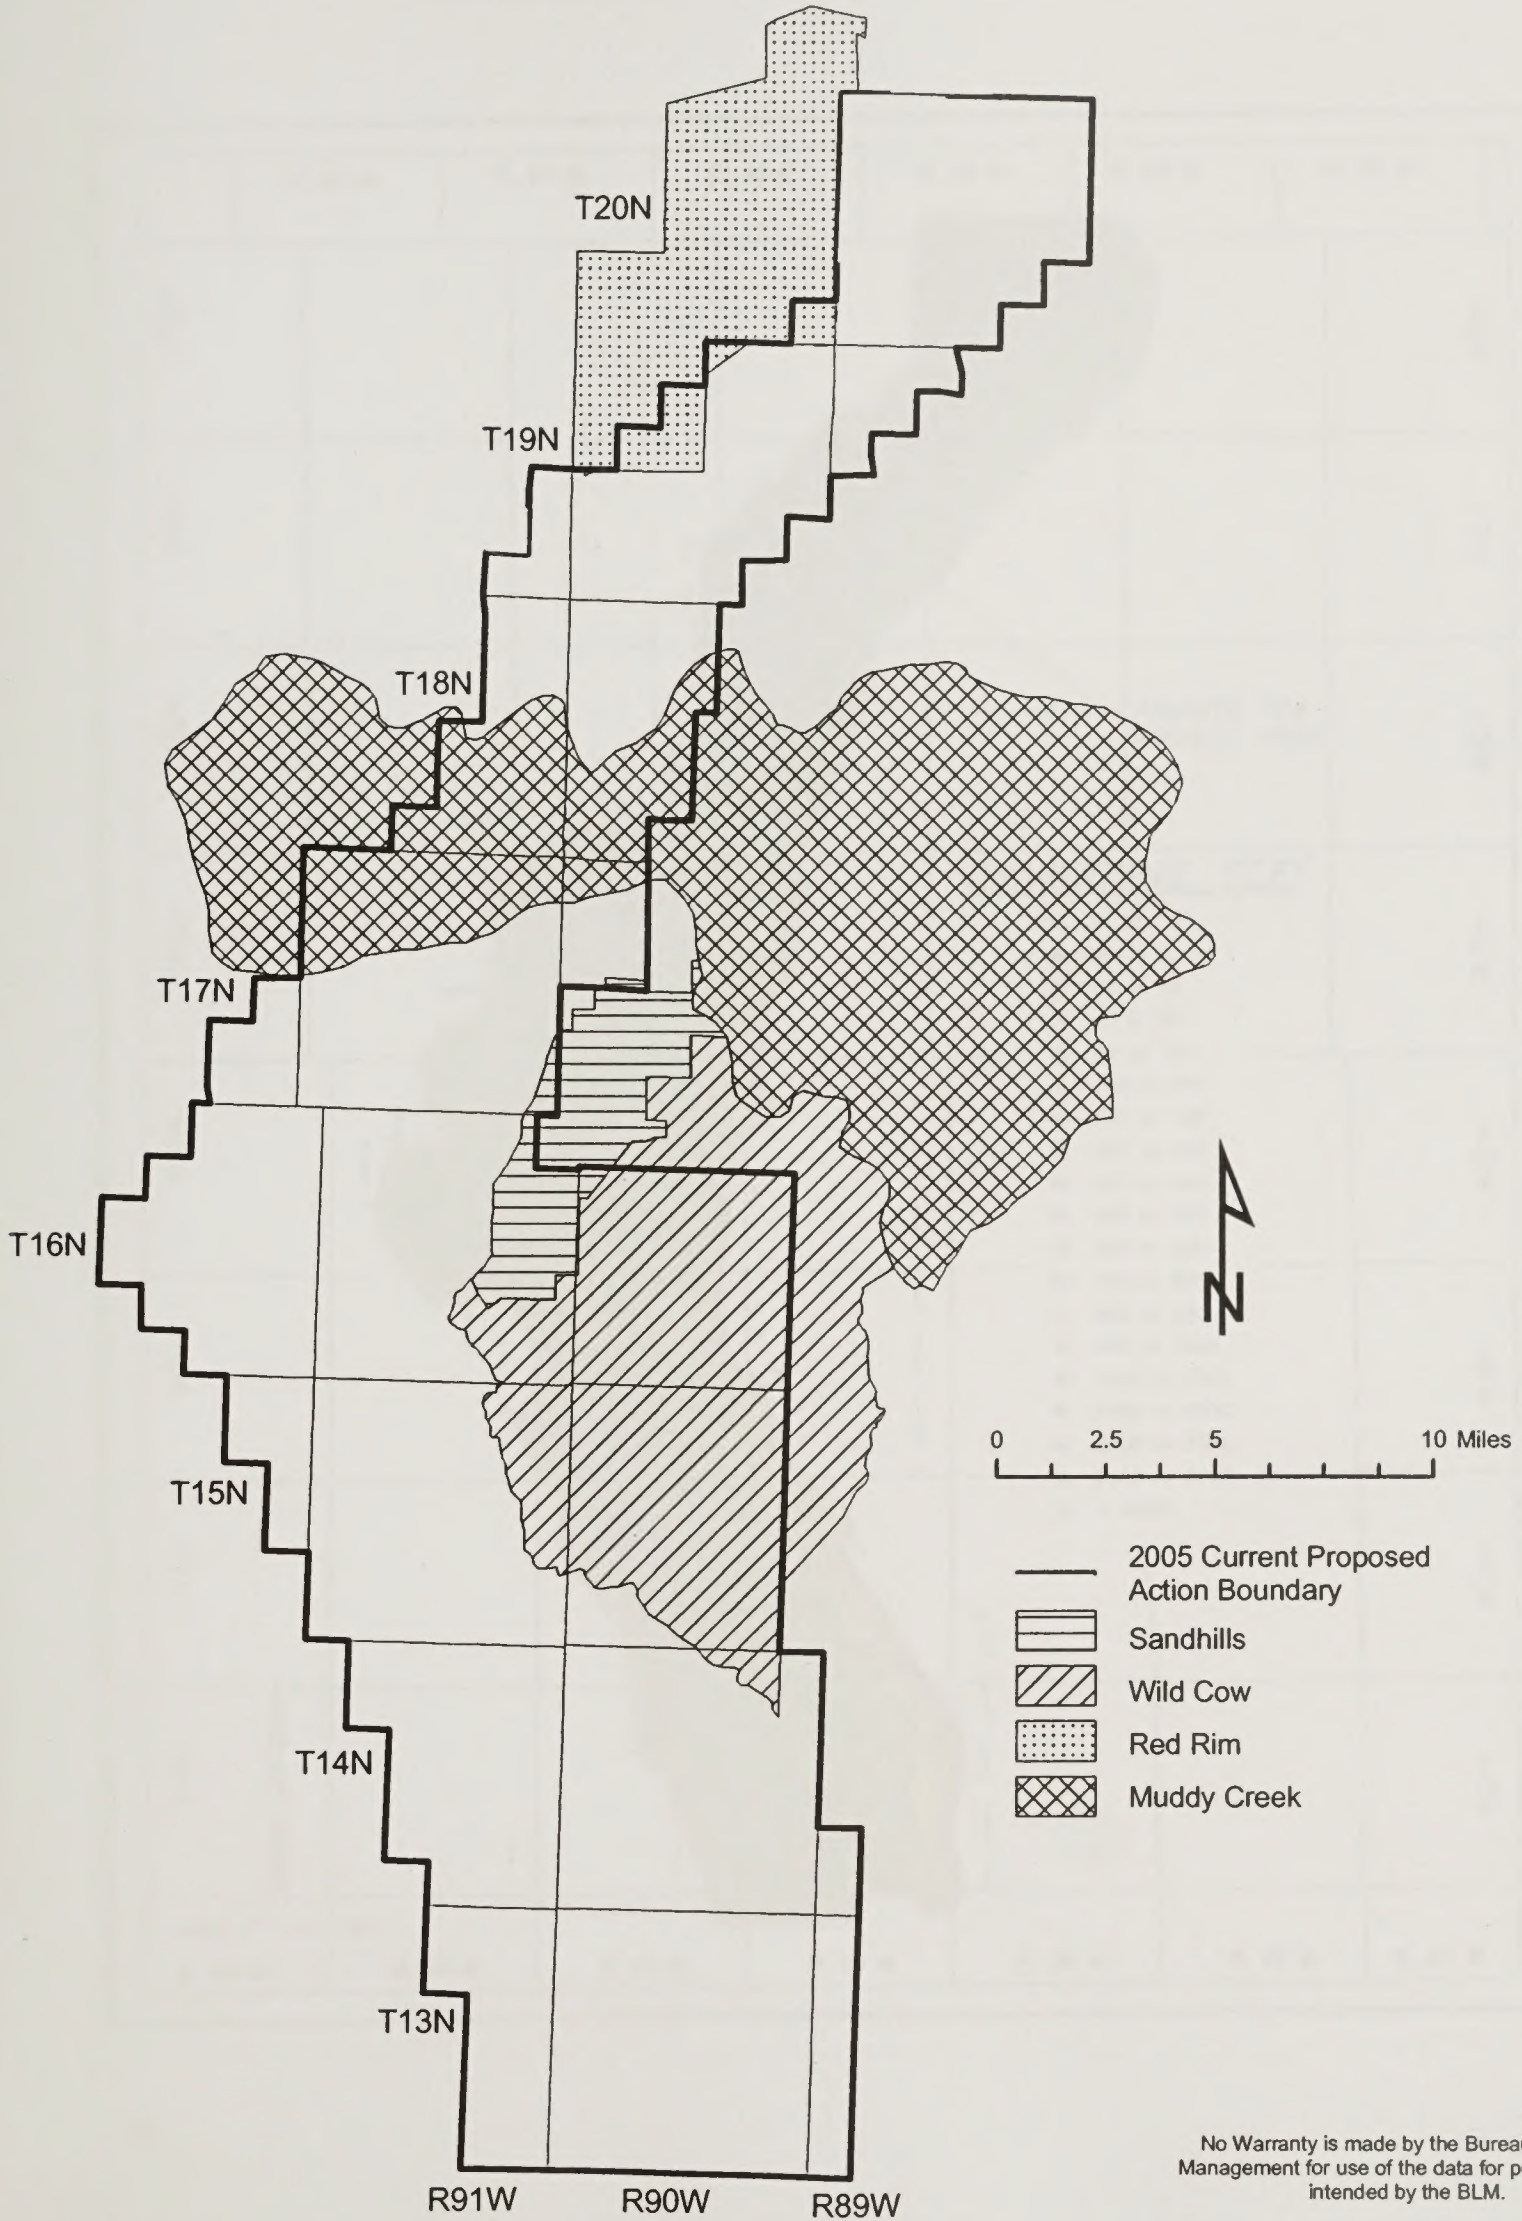 T20N
T19N
T18N
T17N
T16N
T15N
T14N
T13N
R91W R90W R89W
N
0 2.5 5 10 Miles
2005 Current Proposed
Action Boundary
Sandhills
Wild Cow
Red Rim
Muddy Creek
No Warranty is made by the Burea
Management for use of the data for p
intended by the BLM.